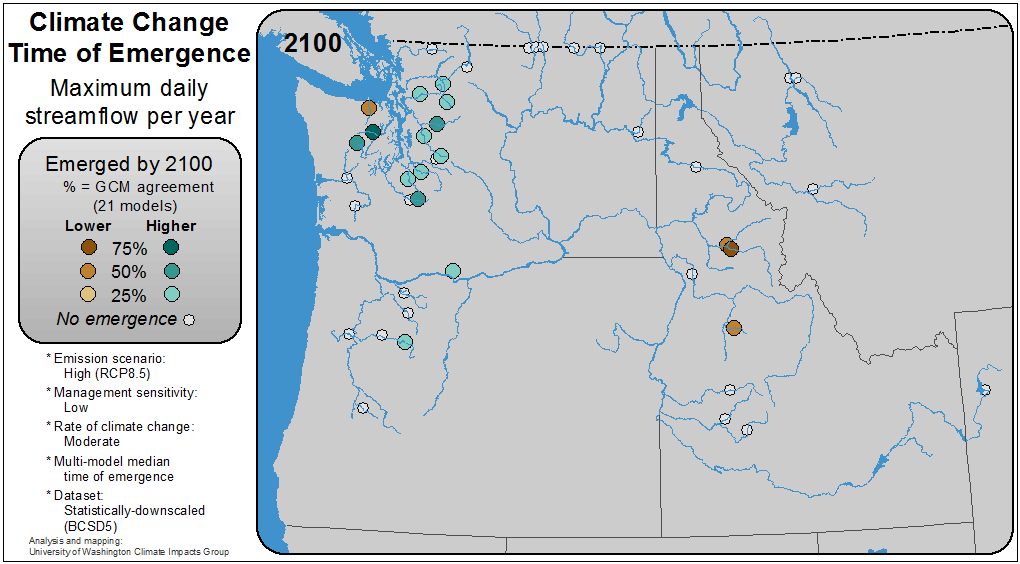 Climate Change
Time of Emergence
Maximum daily
streamflow per year
2100
Emerged by 2100
% = GCM agreement
(21 models)
Lower Higher
75%
50%
25%
No emergence
* Emission scenario:
High (RCP8.5)
* Management sensitivity:
Low
* Rate of climate change:
Moderate
* Multi-model median
time of emergence
* Dataset:
Statistically-downscaled
(BCSD5)
Analysis and mapping:
University of Washington Climate Impacts Group